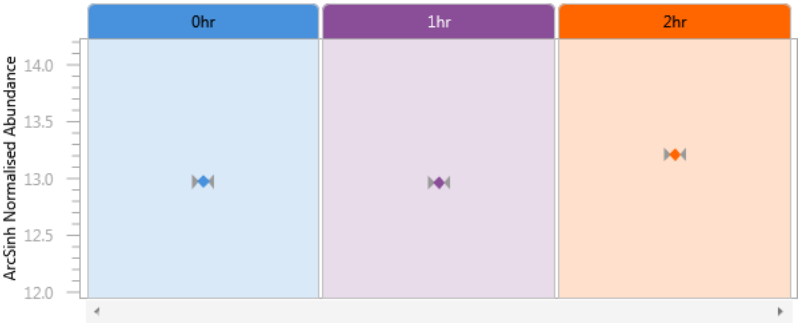 0hr
1hr
2hr
ArcSinh Normalised Abundance
14.0
13.5
13.0
12.5
12.0